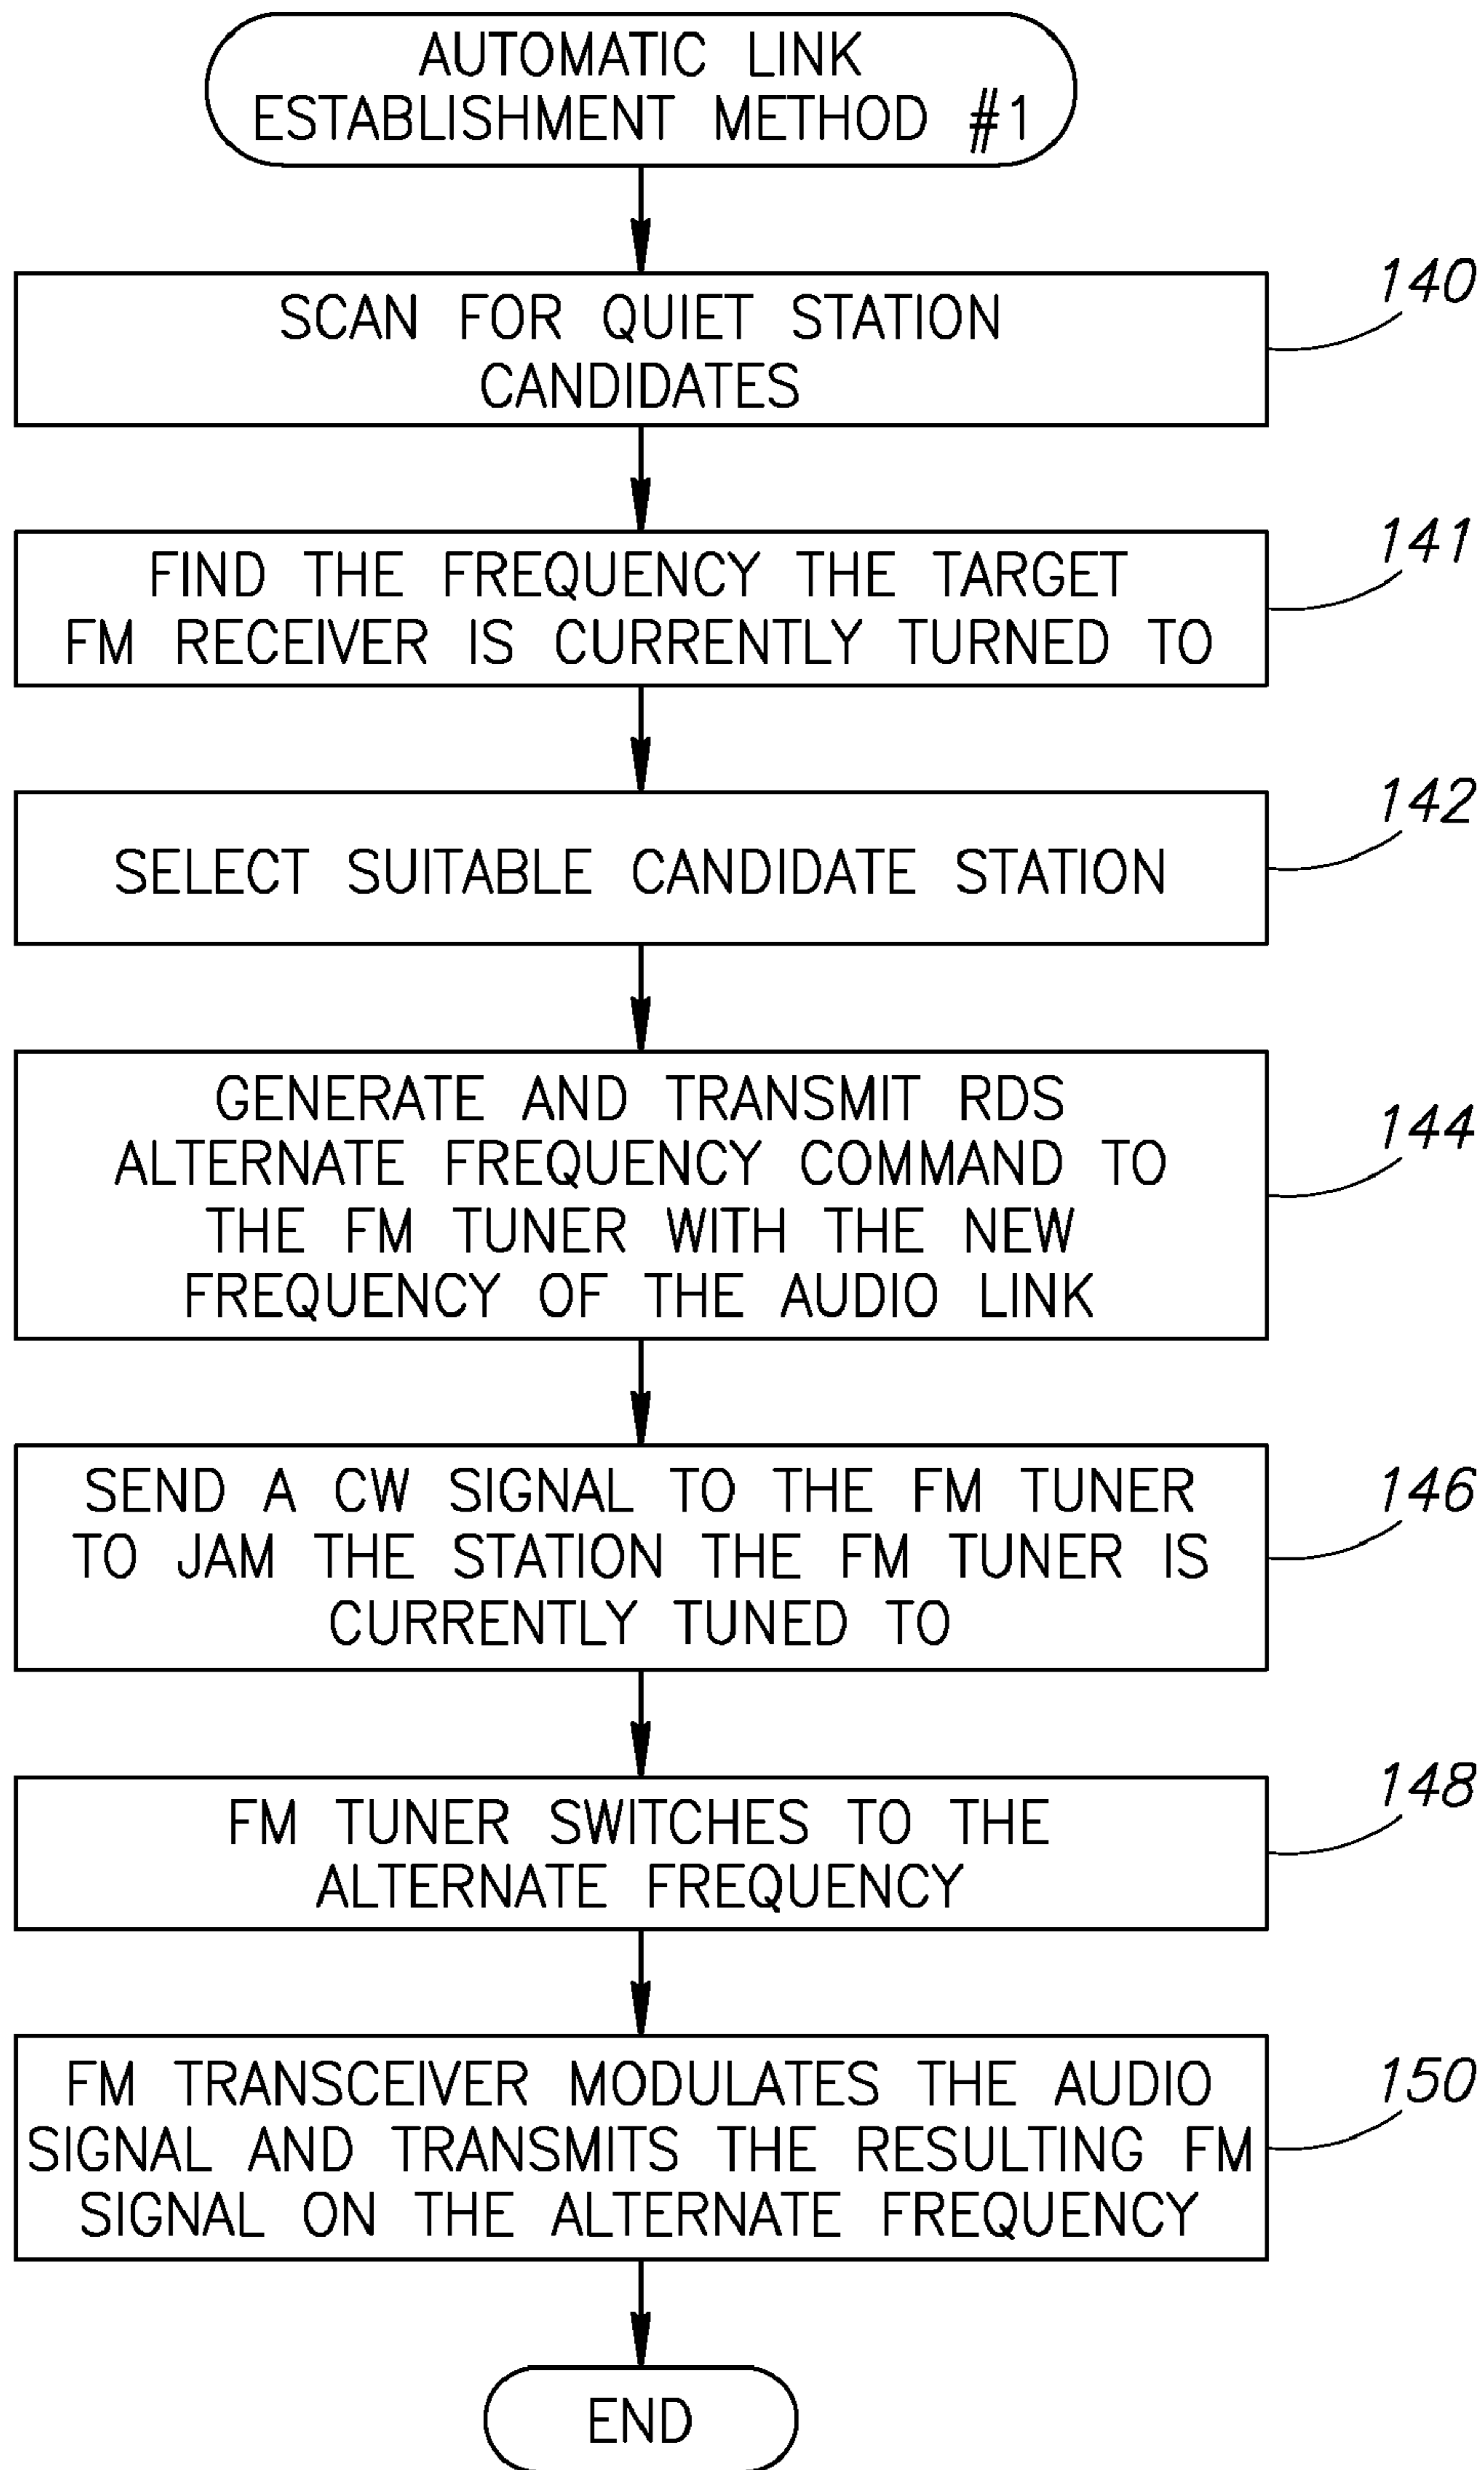 AUTOMATIC LINK
ESTABLISHMENT METHOD #1
SCAN FOR QUIET STATION
CANDIDATES
140
FIND THE FREQUENCY THE TARGET
FM RECEIVER IS CURRENTLY TURNED TO
141
SELECT SUITABLE CANDIDATE STATION
142
GENERATE AND TRANSMIT RDS
ALTERNATE FREQUENCY COMMAND TO
THE FM TUNER WITH THE NEW
FREQUENCY OF THE AUDIO LINK
144
SEND A CW SIGNAL TO THE FM TUNER
TO JAM THE STATION THE FM TUNER IS
CURRENTLY TUNED TO
146
FM TUNER SWITCHES TO THE
ALTERNATE FREQUENCY
148
FM TRANSCEIVER MODULATES THE AUDIO
SIGNAL AND TRANSMITS THE RESULTING FM
SIGNAL ON THE ALTERNATE FREQUENCY
150
END